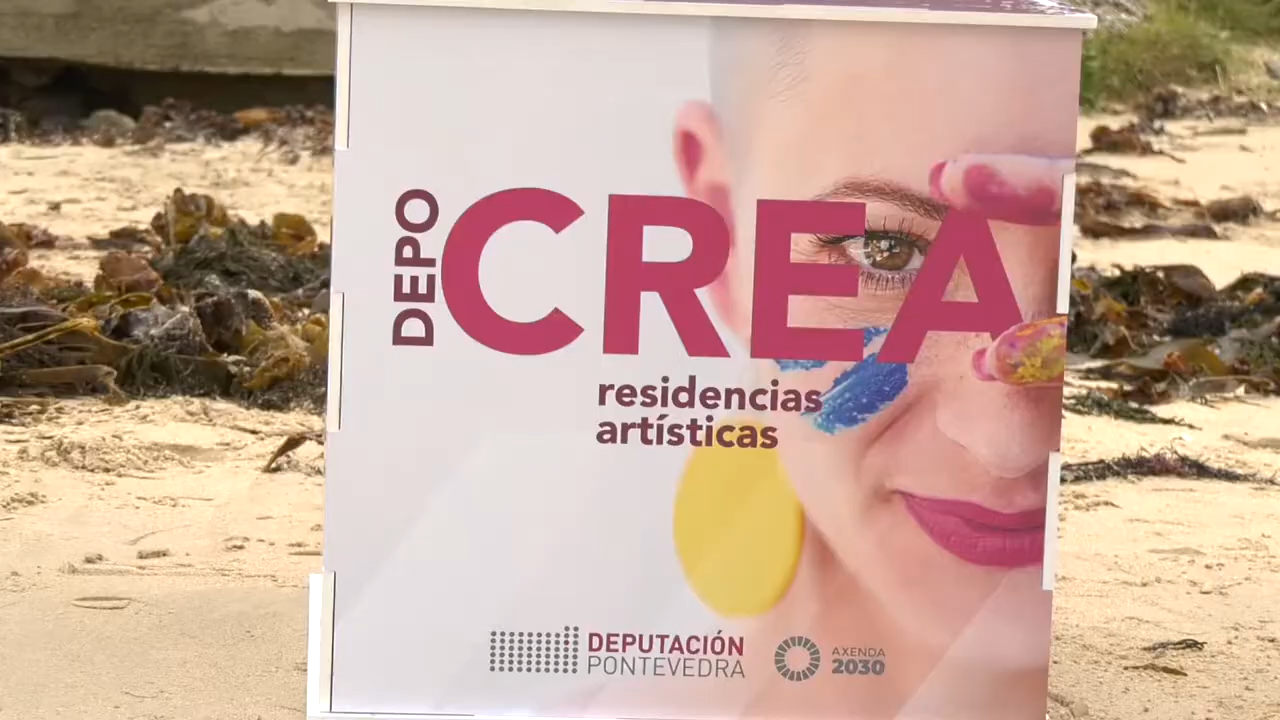 DEPO
CREA
residencias
artísticas
DEPUTACIÓN
PONTEVEDRA
AXENDA
2030